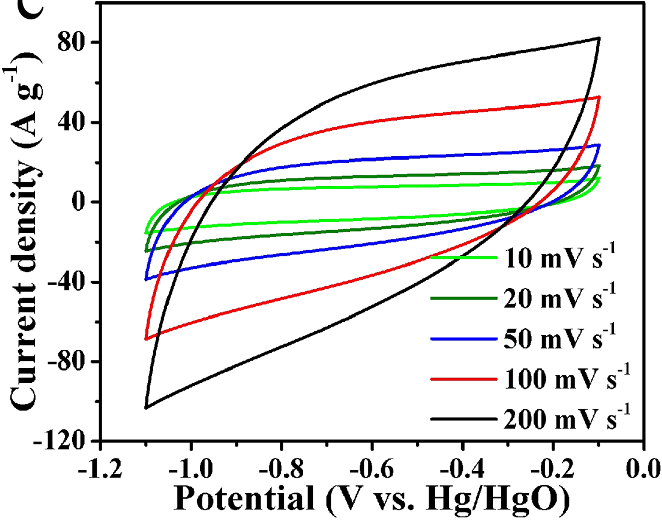 C
Current density (A g⁻¹)
80
40
0
-40
-80
-120
10 mV s⁻¹
20 mV s⁻¹
50 mV s⁻¹
100 mV s⁻¹
200 mV s⁻¹
-1.2 -1.0 -0.8 -0.6 -0.4 -0.2 0.0
Potential (V vs. Hg/HgO)